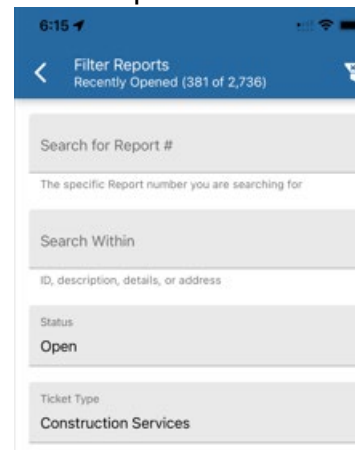 6:15
Filter Reports
Recently Opened (381 of 2,736)
Search for Report #
The specific Report number you are searching for
Search Within
ID, description, details, or address
Status
Open
Ticket Type
Construction Services